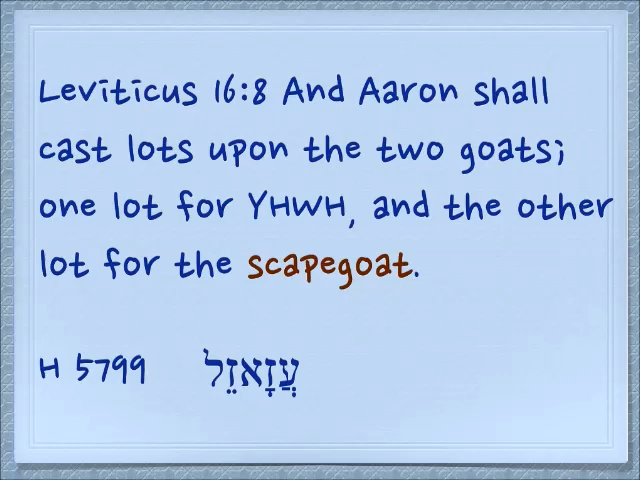 Leviticus 16:8 And Aaron shall
cast lots upon the two goats;
one lot for YHWH, and the other
lot for the scapegoat.
H 5799 עֲזָאזֵל